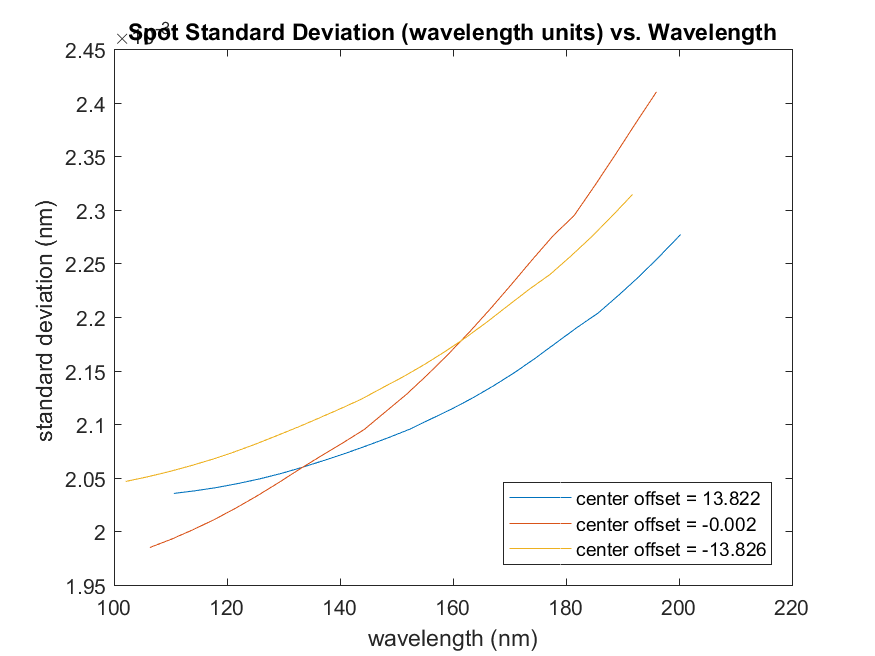 ×10-3
Spot Standard Deviation (wavelength units) vs. Wavelength
2.45
2.4
2.35
2.3
2.25
2.2
2.15
2.1
2.05
2
1.95
standard deviation (nm)
center offset = 13.822
center offset = -0.002
center offset = -13.826
100 120 140 160 180 200 220
wavelength (nm)